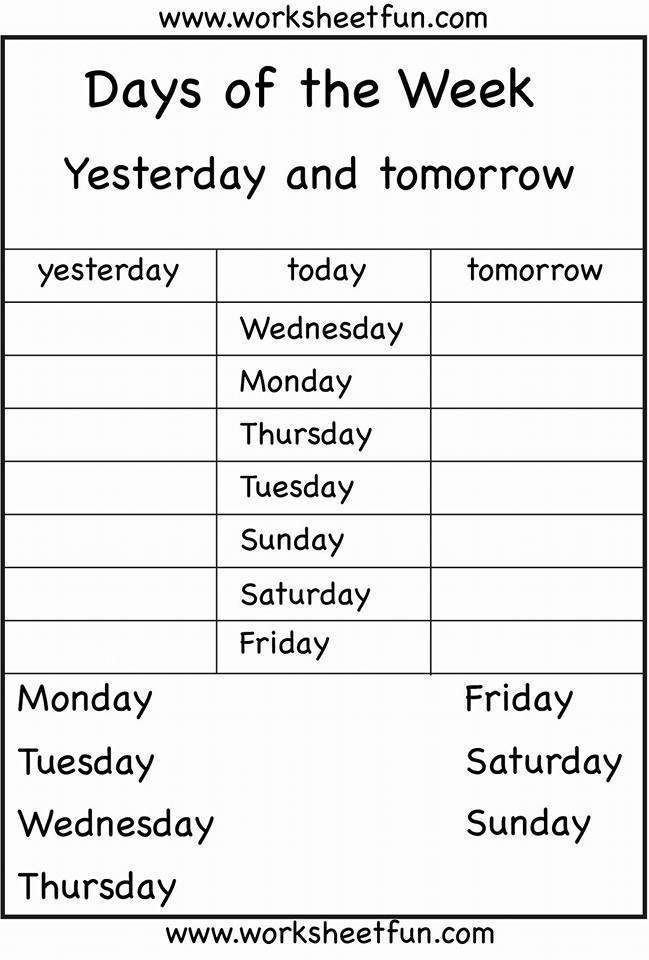 www.worksheetfun.com
Days of the Week
Yesterday and tomorrow
yesterday today tomorrow
Wednesday
Monday
Thursday
Tuesday
Sunday
Saturday
Friday
Monday Friday
Tuesday Saturday
Wednesday Sunday
Thursday
www.worksheetfun.com